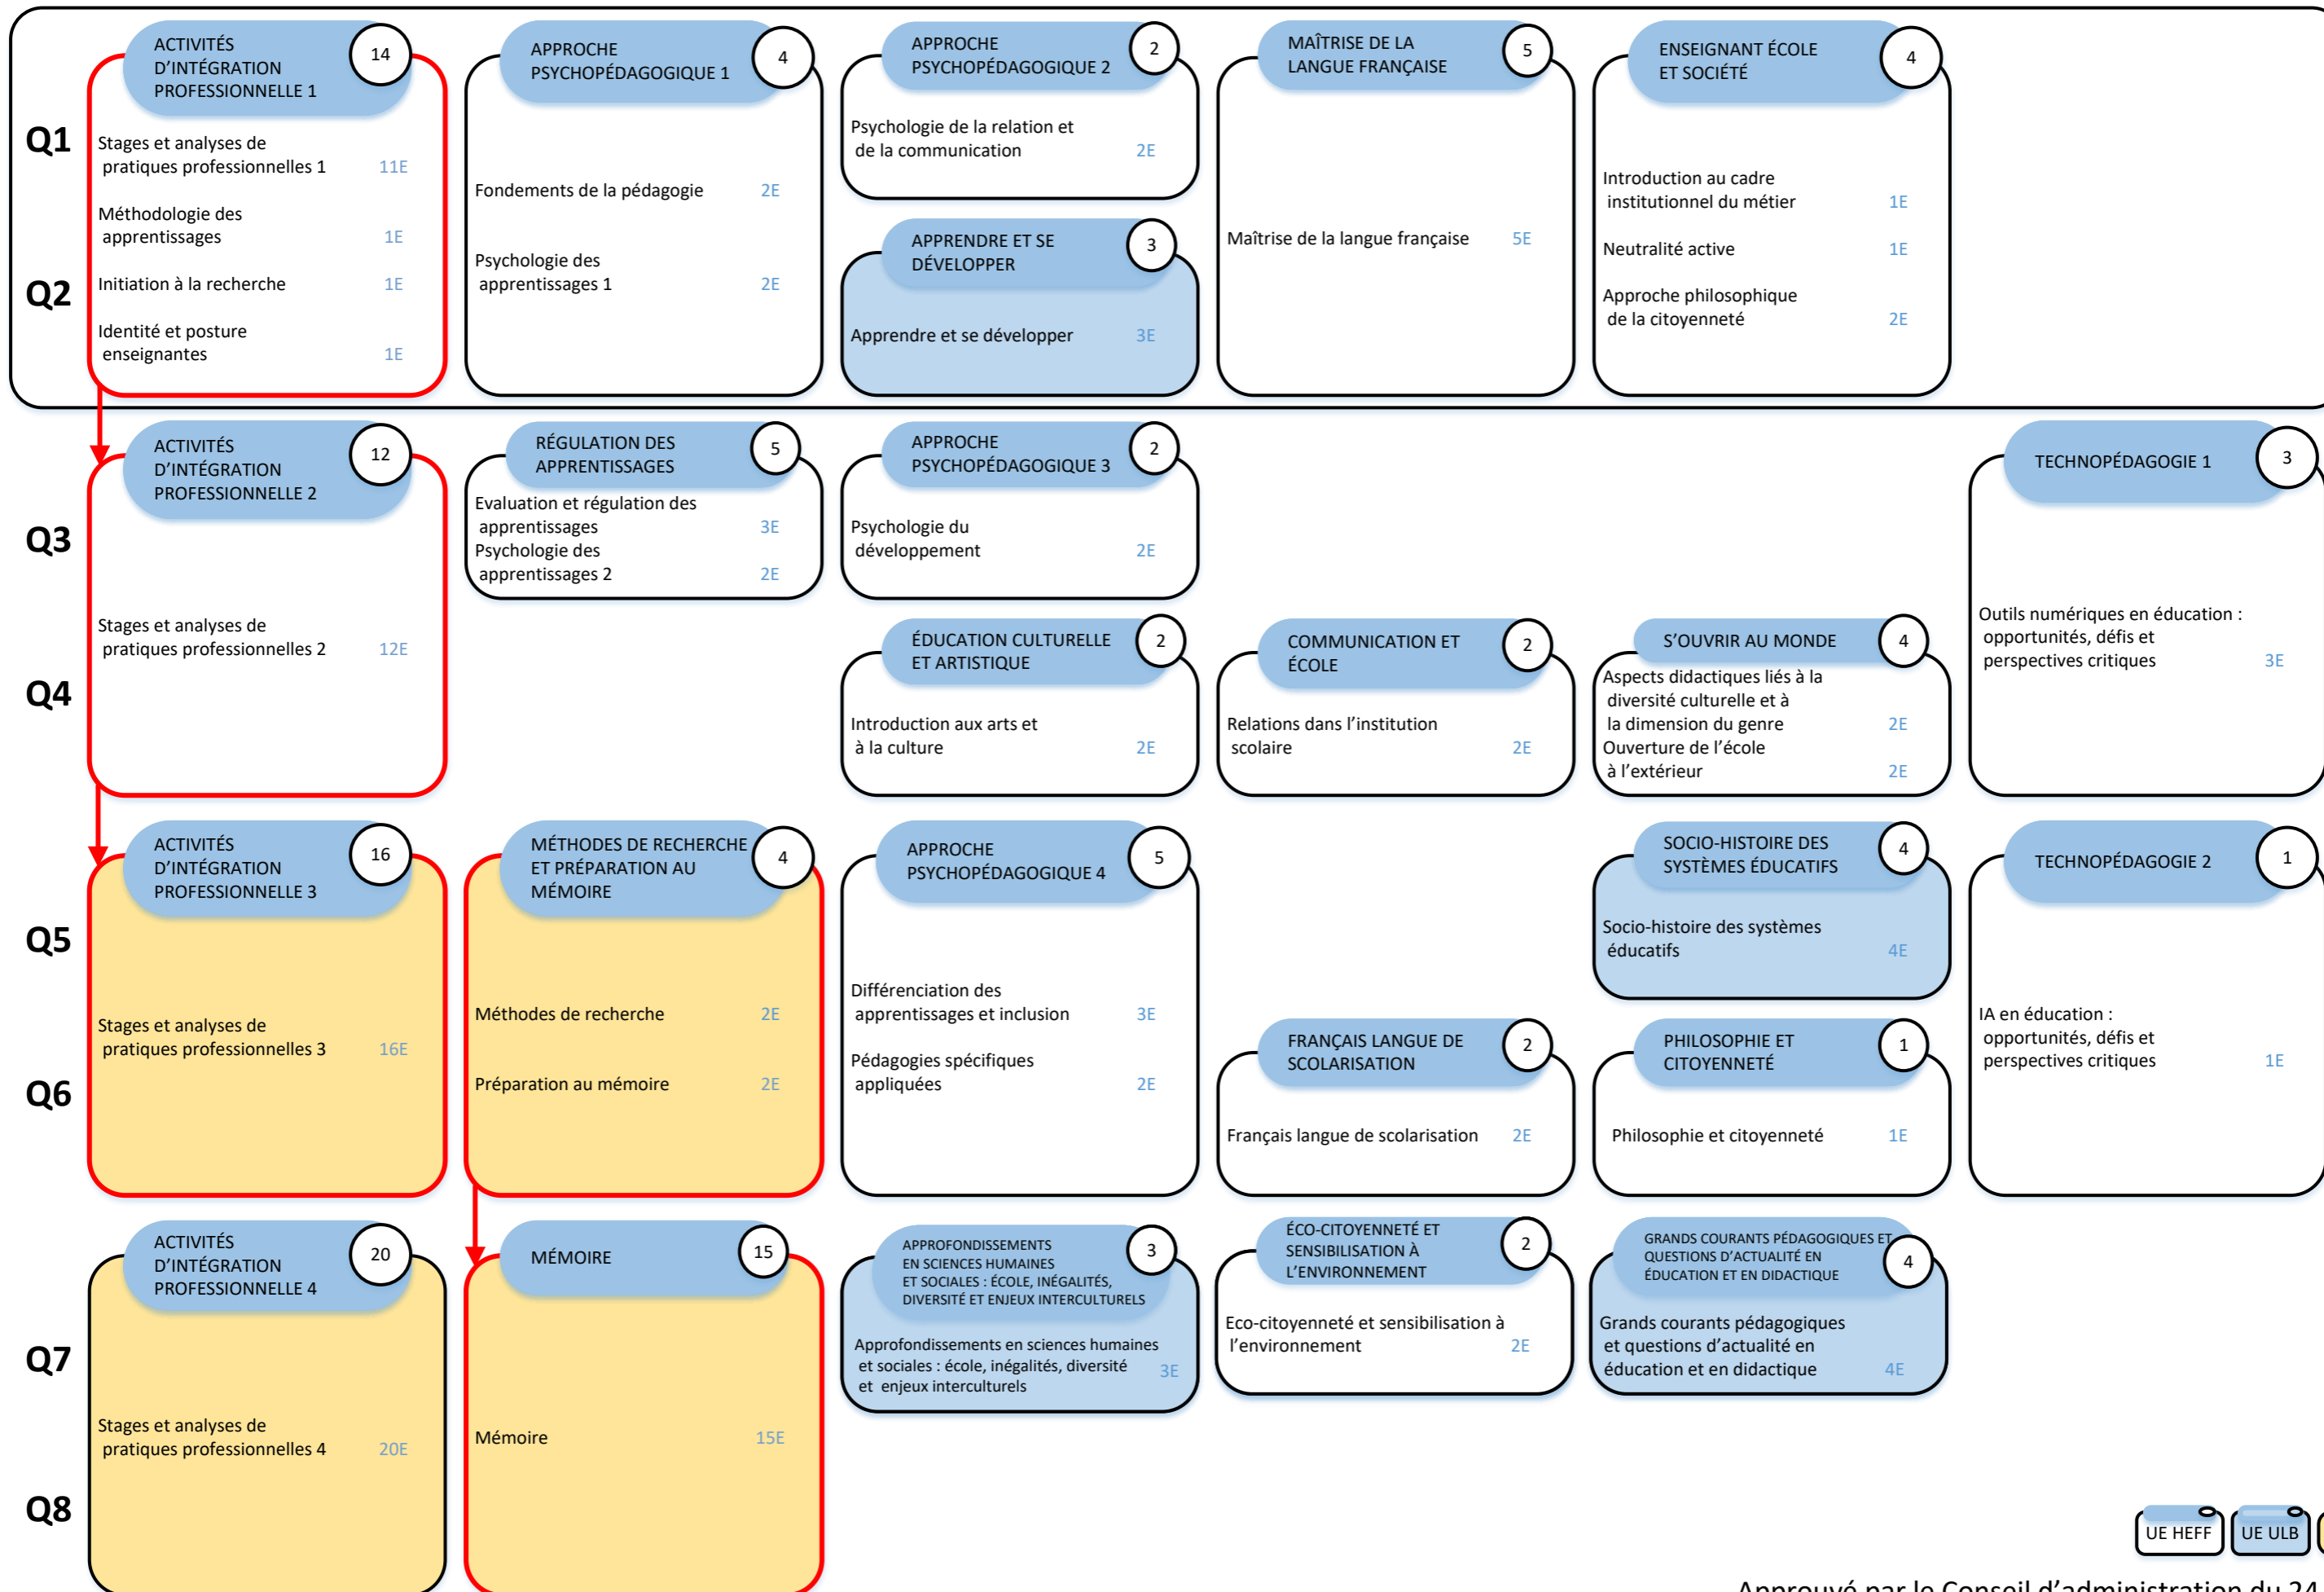 Q1
Q2
ACTIVITÉS
D’INTÉGRATION
PROFESSIONNELLE 1
14
Stages et analyses de
pratiques professionnelles 1 11E
Méthodologie des
apprentissages 1E
Initiation à la recherche 1E
Identité et posture
enseignantes 1E
APPROCHE
PSYCHOPÉDAGOGIQUE 1
4
Fondements de la pédagogie 2E
Psychologie des
apprentissages 1 2E
APPROCHE
PSYCHOPÉDAGOGIQUE 2
2
Psychologie de la relation et
de la communication 2E
APPRENDRE ET SE
DÉVELOPPER
3
Apprendre et se développer 3E
MAÎTRISE DE LA
LANGUE FRANÇAISE
5
Maîtrise de la langue française 5E
ENSEIGNANT ÉCOLE
ET SOCIÉTÉ
4
Introduction au cadre
institutionnel du métier 1E
Neutralité active 1E
Approche philosophique
de la citoyenneté 2E
Q3
Q4
ACTIVITÉS
D’INTÉGRATION
PROFESSIONNELLE 2
12
Stages et analyses de
pratiques professionnelles 2 12E
RÉGULATION DES
APPRENTISSAGES
5
Evaluation et régulation des
apprentissages 3E
Psychologie des
apprentissages 2 2E
APPROCHE
PSYCHOPÉDAGOGIQUE 3
2
Psychologie du
développement 2E
ÉDUCATION CULTURELLE
ET ARTISTIQUE
2
Introduction aux arts et
à la culture 2E
COMMUNICATION ET
ÉCOLE
2
Relations dans l’institution
scolaire 2E
S’OUVRIR AU MONDE
4
Aspects didactiques liés à la
diversité culturelle et à
la dimension du genre 2E
Ouverture de l’école
à l’extérieur 2E
TECHNOPÉDAGOGIE 1
3
Outils numériques en éducation :
opportunités, défis et
perspectives critiques 3E
Q5
Q6
ACTIVITÉS
D’INTÉGRATION
PROFESSIONNELLE 3
16
Stages et analyses de
pratiques professionnelles 3 16E
MÉTHODES DE RECHERCHE
ET PRÉPARATION AU
MÉMOIRE
4
Méthodes de recherche 2E
Préparation au mémoire 2E
APPROCHE
PSYCHOPÉDAGOGIQUE 4
5
Différenciation des
apprentissages et inclusion 3E
Pédagogies spécifiques
appliquées 2E
FRANÇAIS LANGUE DE
SCOLARISATION
2
Français langue de scolarisation 2E
SOCIO-HISTOIRE DES
SYSTÈMES ÉDUCATIFS
4
Socio-histoire des systèmes
éducatifs 4E
PHILOSOPHIE ET
CITOYENNETÉ
1
Philosophie et citoyenneté 1E
TECHNOPÉDAGOGIE 2
1
IA en éducation :
opportunités, défis et
perspectives critiques 1E
Q7
Q8
ACTIVITÉS
D’INTÉGRATION
PROFESSIONNELLE 4
20
Stages et analyses de
pratiques professionnelles 4 20E
MÉMOIRE
15
Mémoire 15E
APPROFONDISSEMENTS
EN SCIENCES HUMAINES
ET SOCIALES : ÉCOLE, INÉGALITÉS,
DIVERSITÉ ET ENJEUX INTERCULTURELS
3
Approfondissements en sciences humaines
et sociales : école, inégalités, diversité
et enjeux interculturels 3E
ÉCO-CITOYENNETÉ ET
SENSIBILISATION À
L’ENVIRONNEMENT
2
Eco-citoyenneté et sensibilisation à
l’environnement 2E
GRANDS COURANTS PÉDAGOGIQUES ET
QUESTIONS D’ACTUALITÉ EN
ÉDUCATION ET EN DIDACTIQUE
4
Grands courants pédagogiques
et questions d’actualité en
éducation et en didactique 4E
UE HEFF
UE ULB
Approuvé par le Conseil d’administration du 24